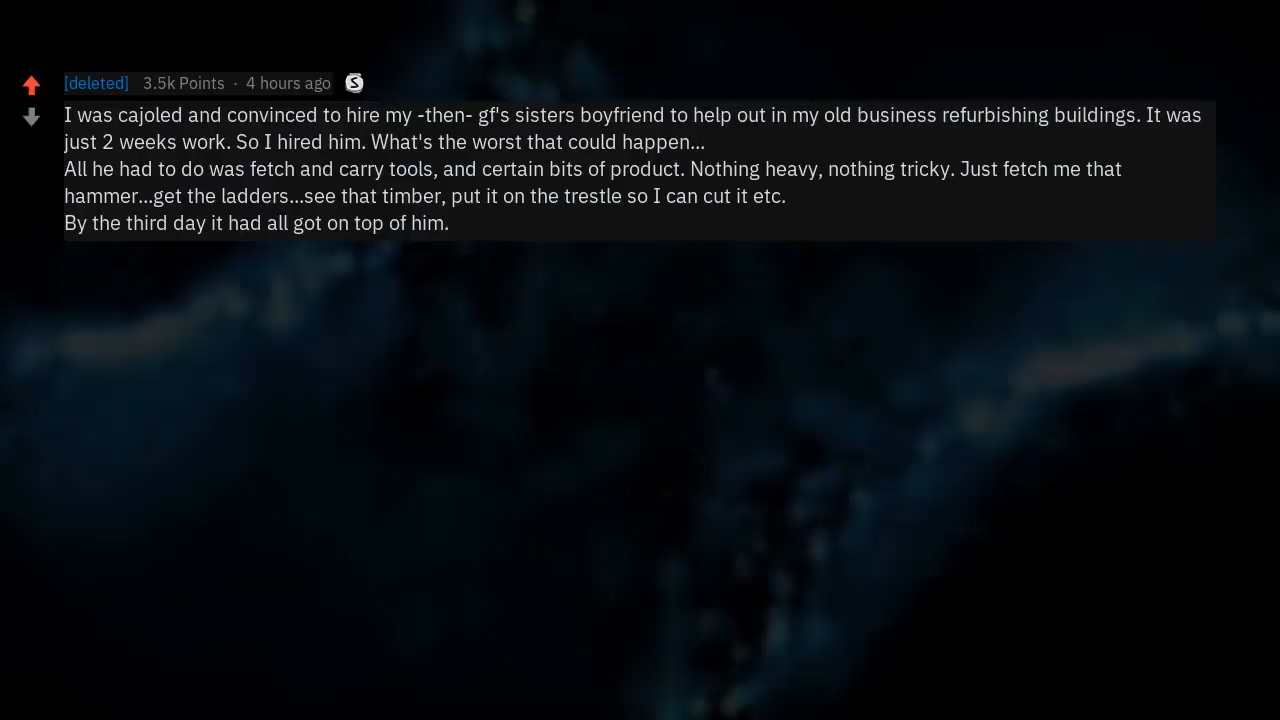 [deleted] 3.5k Points · 4 hours ago S
I was cajoled and convinced to hire my -then- gf's sisters boyfriend to help out in my old business refurbishing buildings. It was
just 2 weeks work. So I hired him. What's the worst that could happen...
All he had to do was fetch and carry tools, and certain bits of product. Nothing heavy, nothing tricky. Just fetch me that
hammer...get the ladders...see that timber, put it on the trestle so I can cut it etc.
By the third day it had all got on top of him.